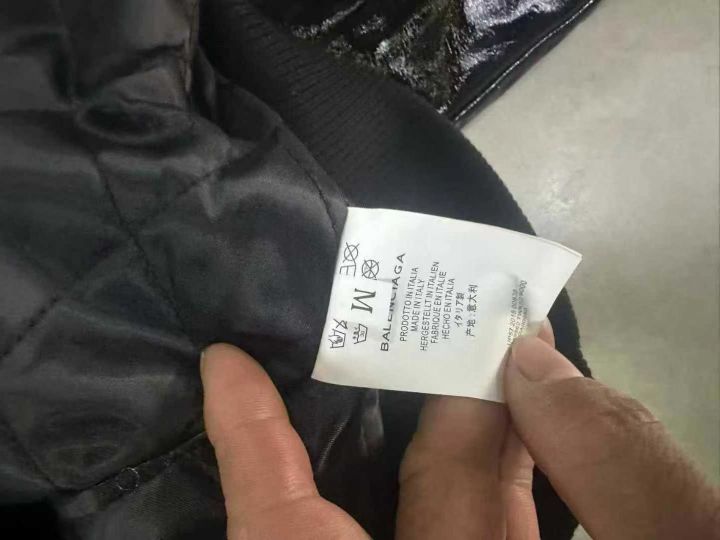 M
BALENCIAGA
PRODOTTO IN ITALIA
MADE IN ITALY
HERGESTELLT IN ITALIEN
FABRIQUE EN ITALIE
HECHO EN ITALIA
イタリア製
产地:意大利